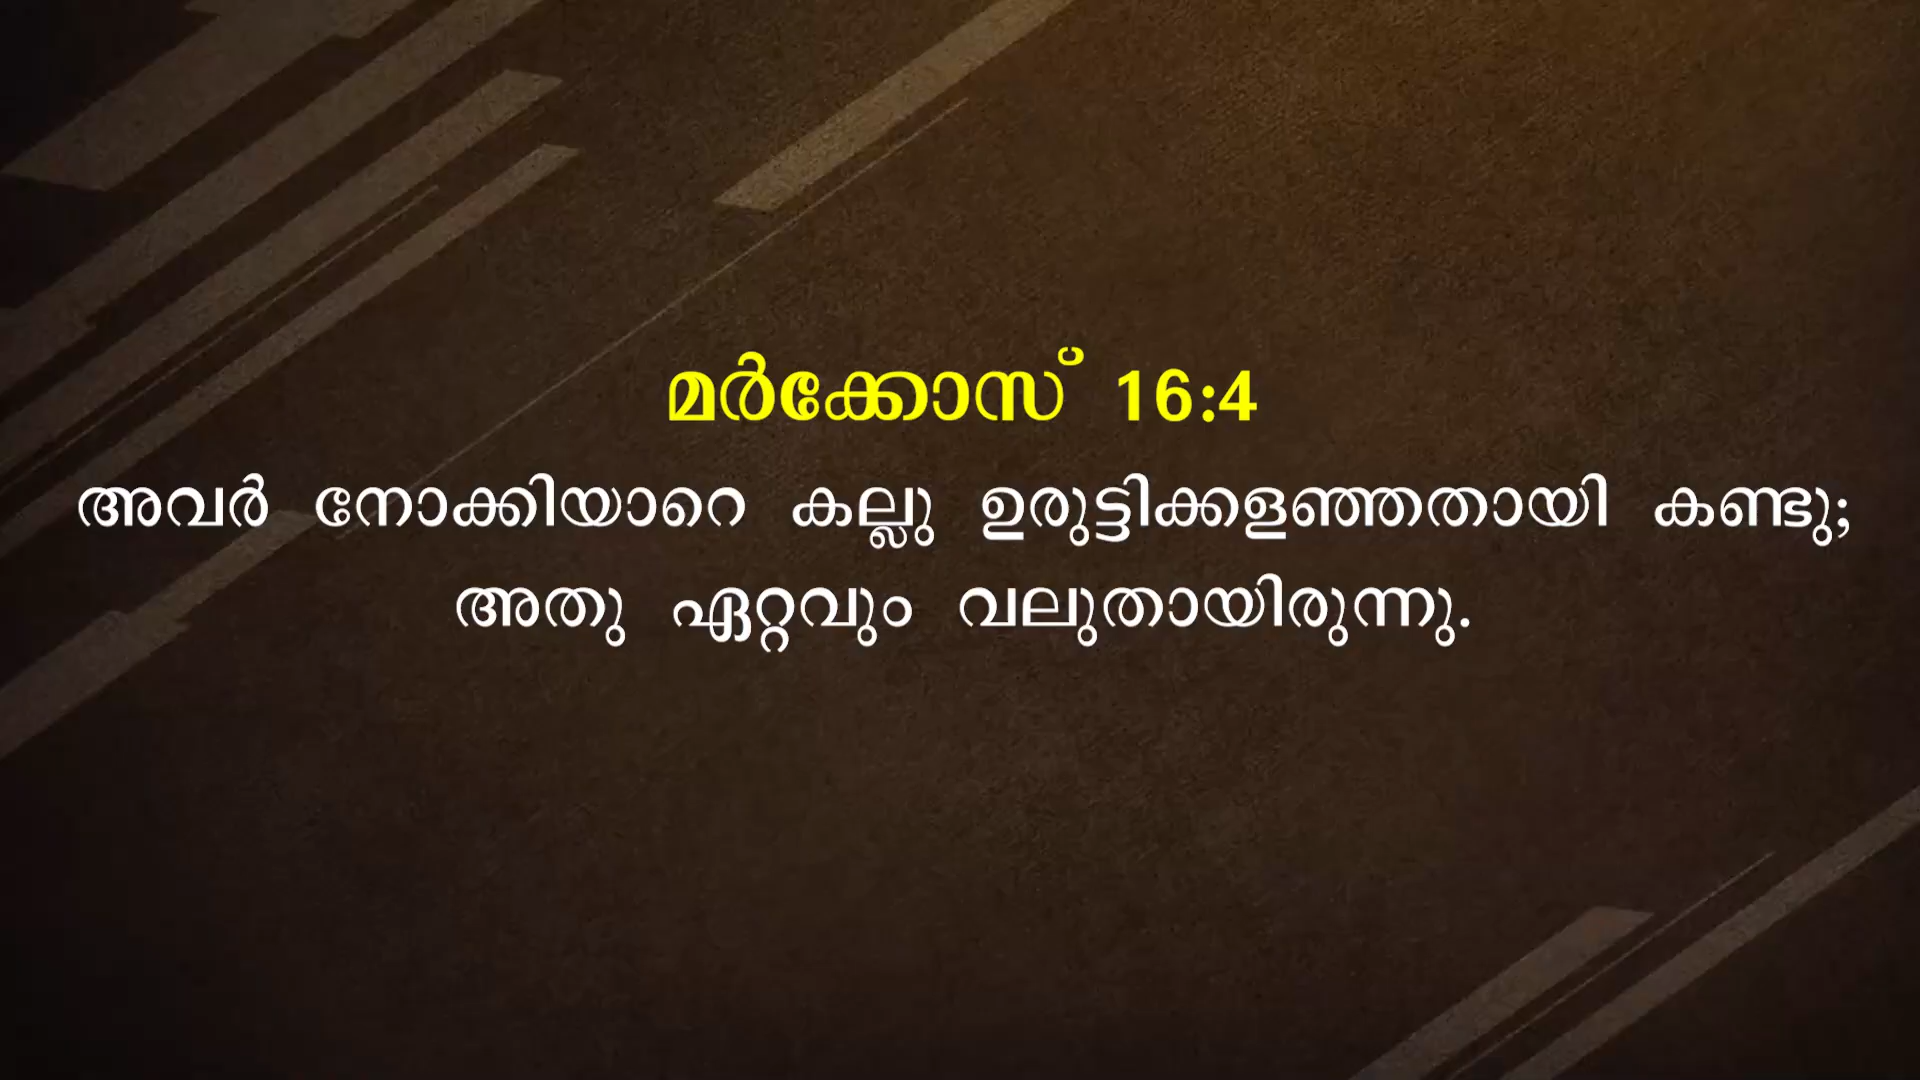 മർക്കോസ് 16:4
അവർ നോക്കിയാറെ കല്ലു ഉരുട്ടിക്കളഞ്ഞതായി കണ്ടു;
അതു ഏറ്റവും വലുതായിരുന്നു.